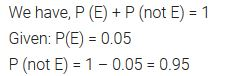 We have, P (E) + P (not E) = 1
Given: P(E) = 0.05
P (not E) = 1 – 0.05 = 0.95